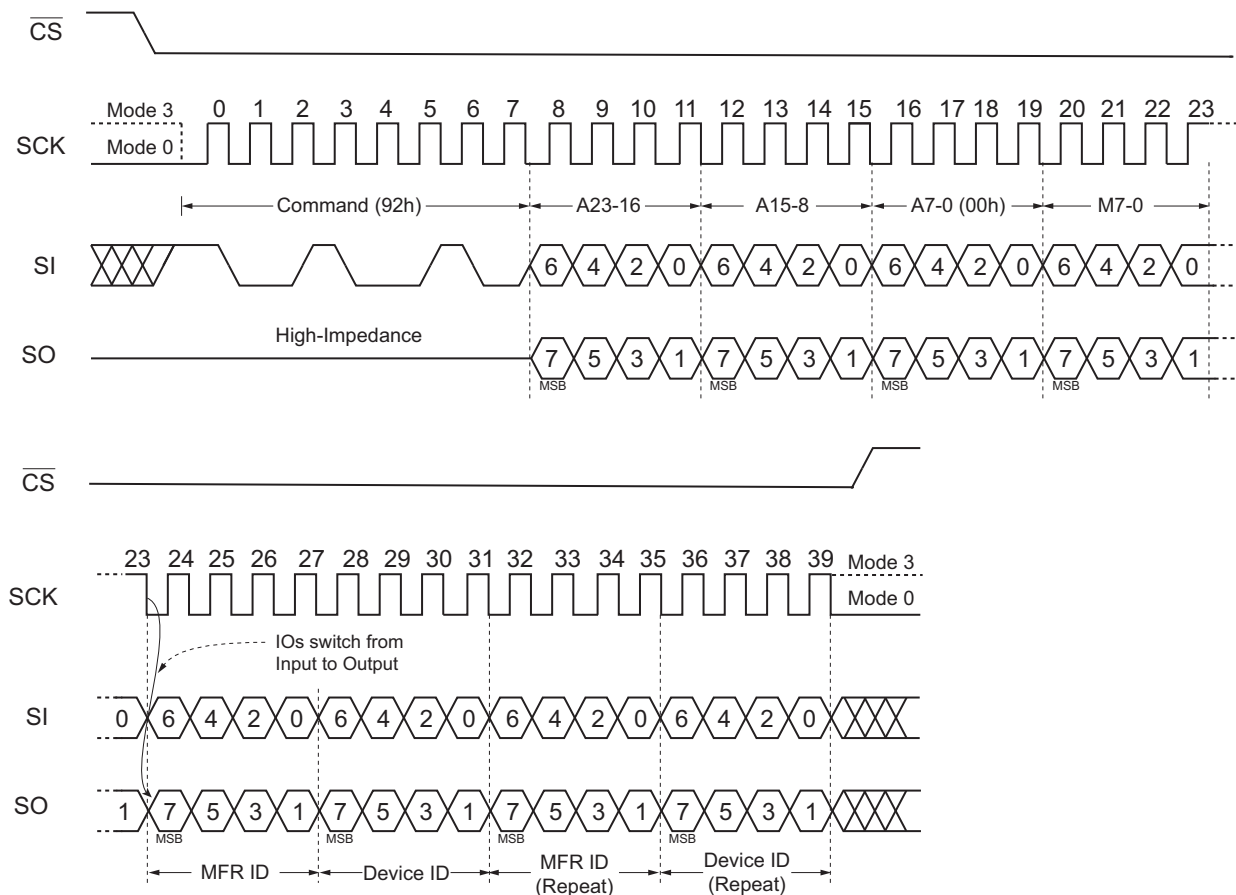 CS
Mode 3 0 1 2 3 4 5 6 7 8 9 10 11 12 13 14 15 16 17 18 19 20 21 22 23
SCK Mode 0
Command (92h) A23-16 A15-8 A7-0 (00h) M7-0
SI 6 4 2 0 6 4 2 0 6 4 2 0 6 4 2 0
High-Impedance
SO 7 5 3 1 7 5 3 1 7 5 3 1 7 5 3 1
MSB MSB MSB MSB
CS
23 24 25 26 27 28 29 30 31 32 33 34 35 36 37 38 39 Mode 3
SCK Mode 0
IOs switch from
Input to Output
SI 0 6 4 2 0 6 4 2 0 6 4 2 0 6 4 2 0
SO 1 7 5 3 1 7 5 3 1 7 5 3 1 7 5 3 1
MSB MSB MSB MSB
MFR ID Device ID MFR ID Device ID
(Repeat) (Repeat)